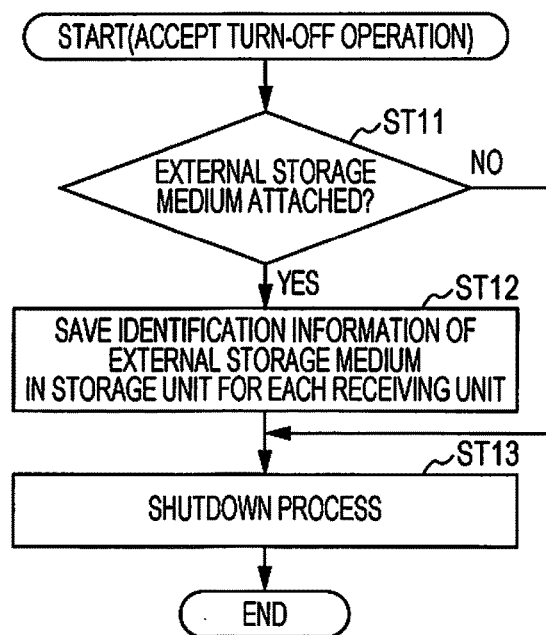 START(ACCEPT TURN-OFF OPERATION)
ST11
EXTERNAL STORAGE
MEDIUM ATTACHED?
NO
YES
ST12
SAVE IDENTIFICATION INFORMATION OF
EXTERNAL STORAGE MEDIUM
IN STORAGE UNIT FOR EACH RECEIVING UNIT
ST13
SHUTDOWN PROCESS
END